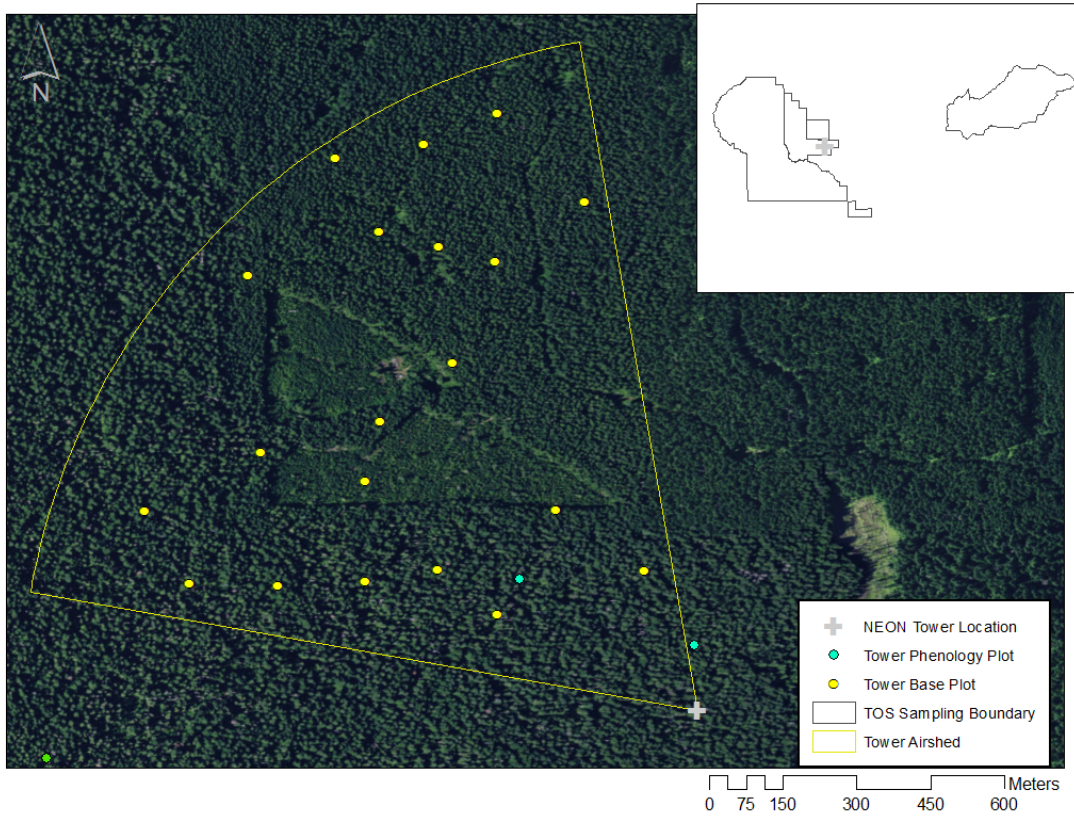 N
NEON Tower Location
Tower Phenology Plot
Tower Base Plot
TOS Sampling Boundary
Tower Airshed
Meters
0 75 150 300 450 600